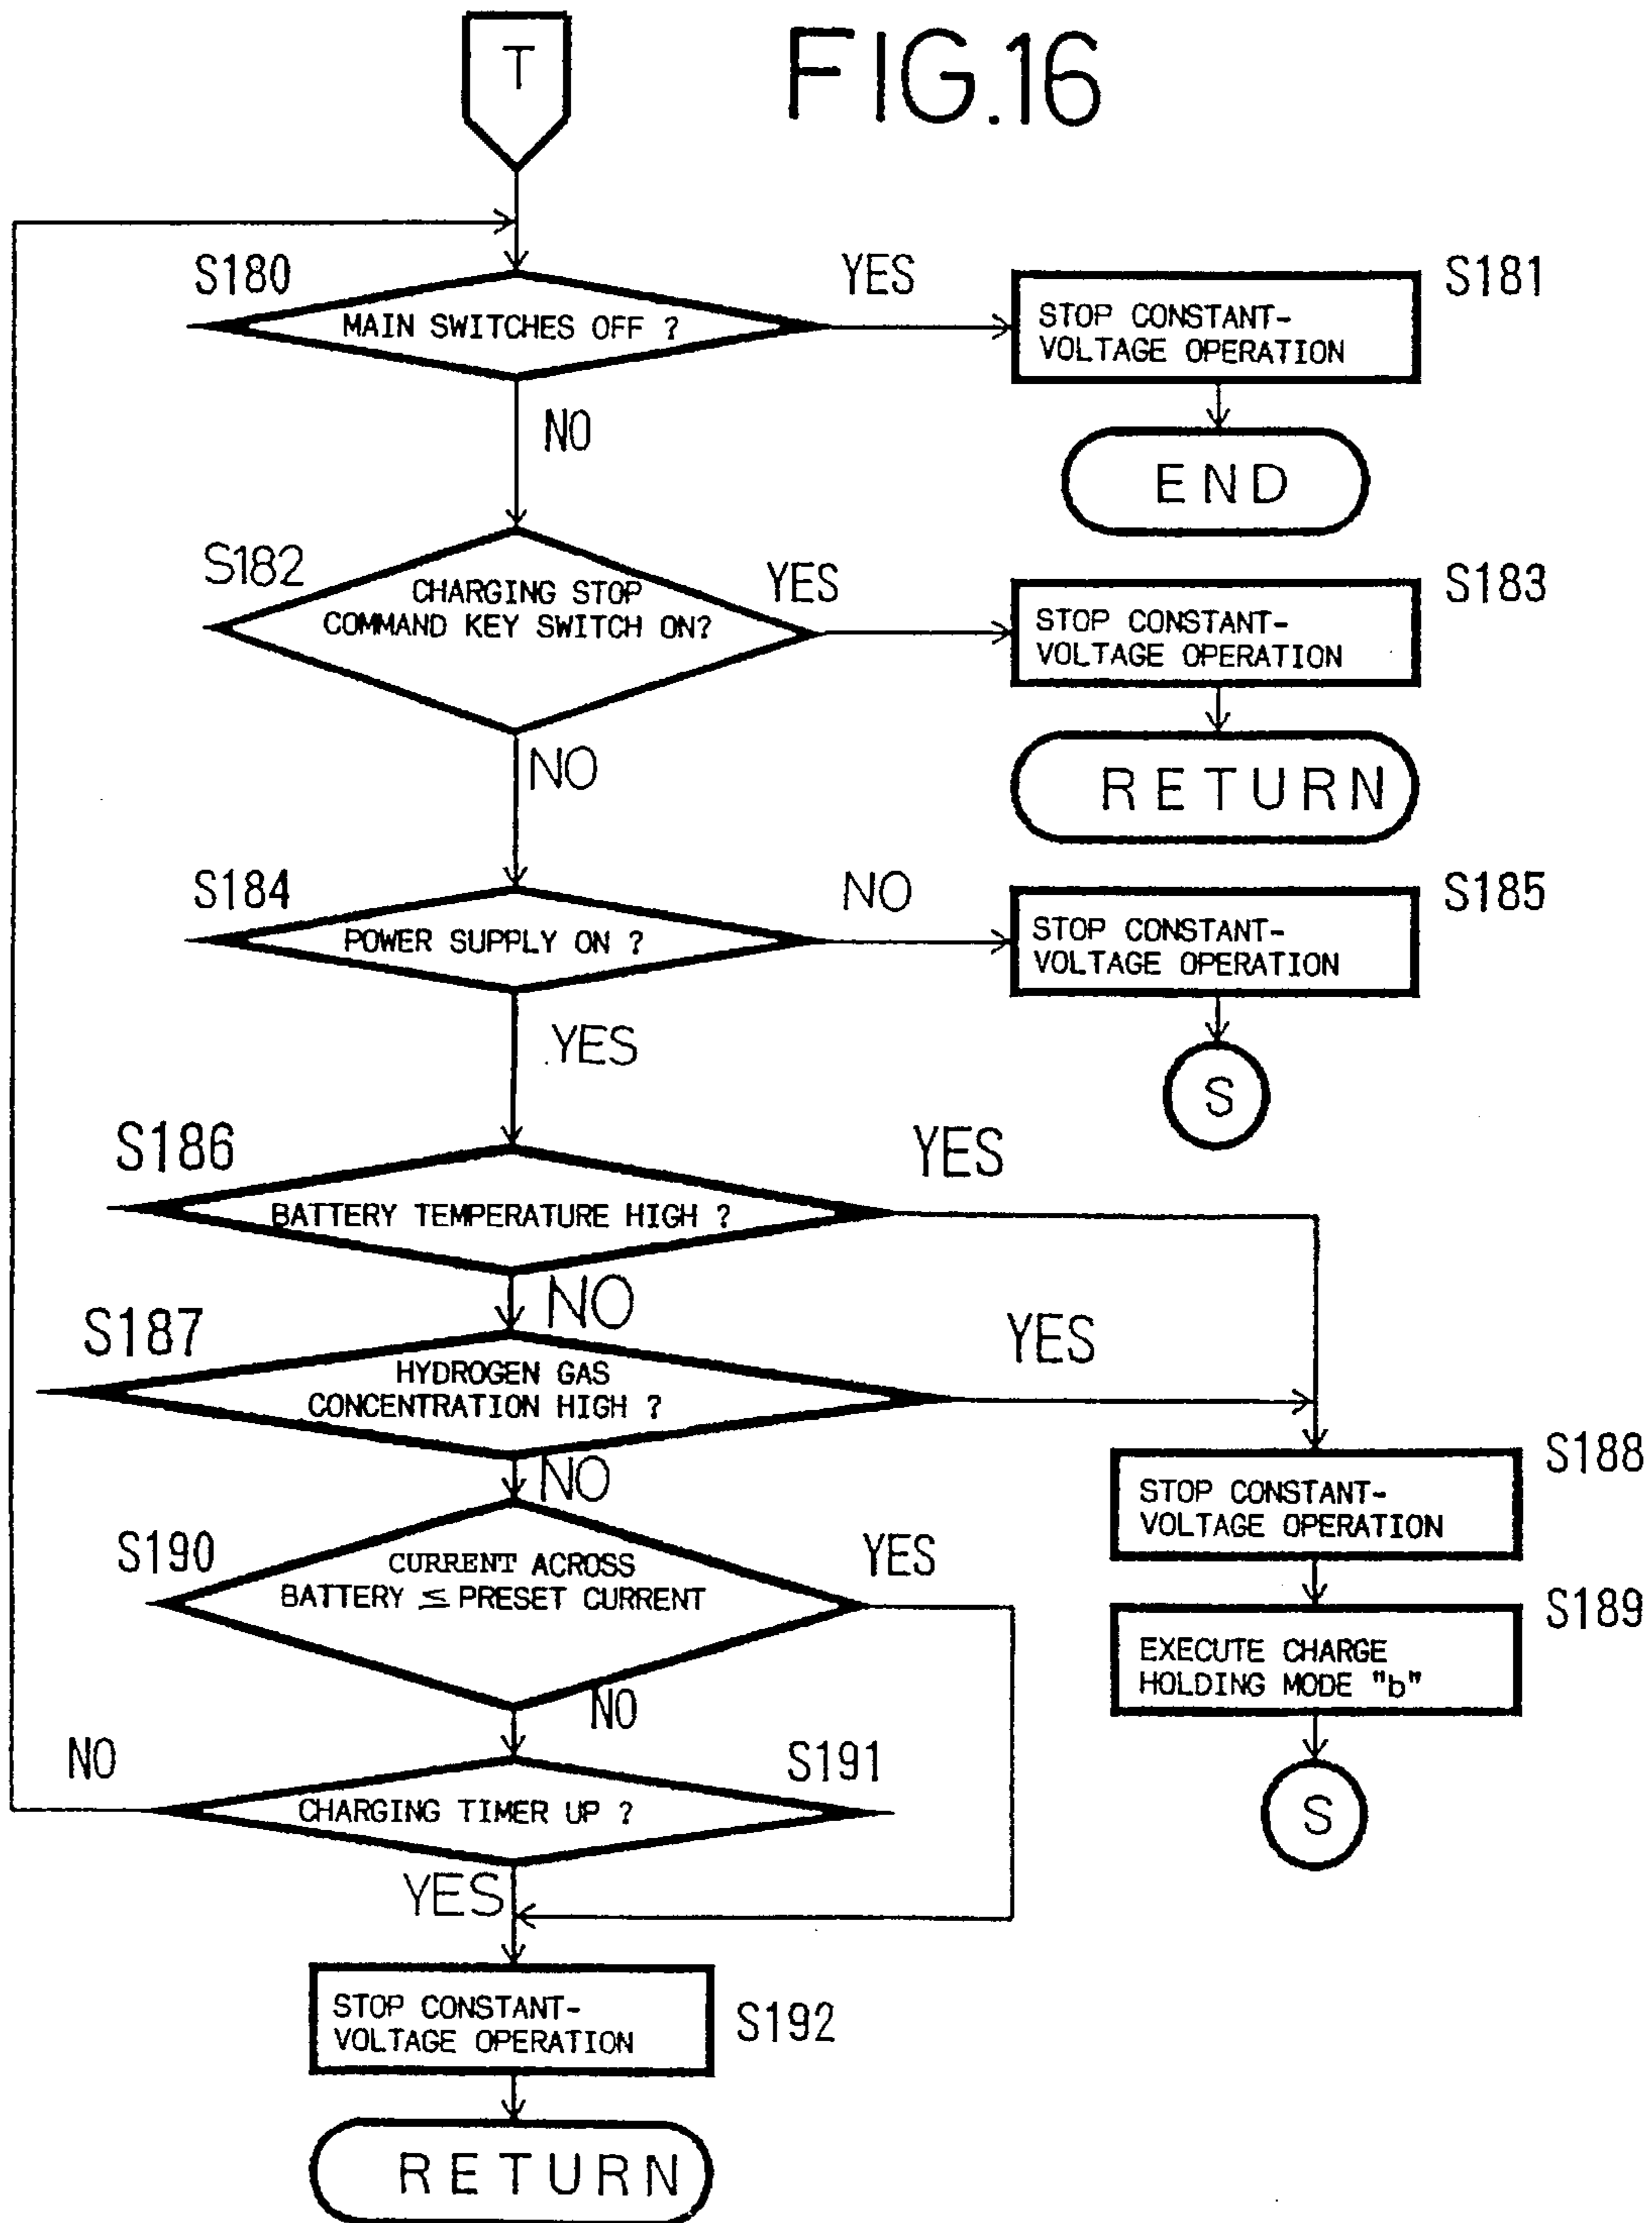 FIG.16
T
S180
MAIN SWITCHES OFF ?
YES
S181
STOP CONSTANT-
VOLTAGE OPERATION
NO
END
S182
CHARGING STOP
COMMAND KEY SWITCH ON?
YES
S183
STOP CONSTANT-
VOLTAGE OPERATION
NO
RETURN
S184
POWER SUPPLY ON ?
NO
S185
STOP CONSTANT-
VOLTAGE OPERATION
YES
S
S186
BATTERY TEMPERATURE HIGH ?
YES
NO
S187
HYDROGEN GAS
CONCENTRATION HIGH ?
YES
NO
S188
STOP CONSTANT-
VOLTAGE OPERATION
S190
CURRENT ACROSS
BATTERY ≤ PRESET CURRENT
YES
S189
EXECUTE CHARGE
HOLDING MODE "b"
NO
S
S191
CHARGING TIMER UP ?
NO
YES
STOP CONSTANT-
VOLTAGE OPERATION
S192
RETURN